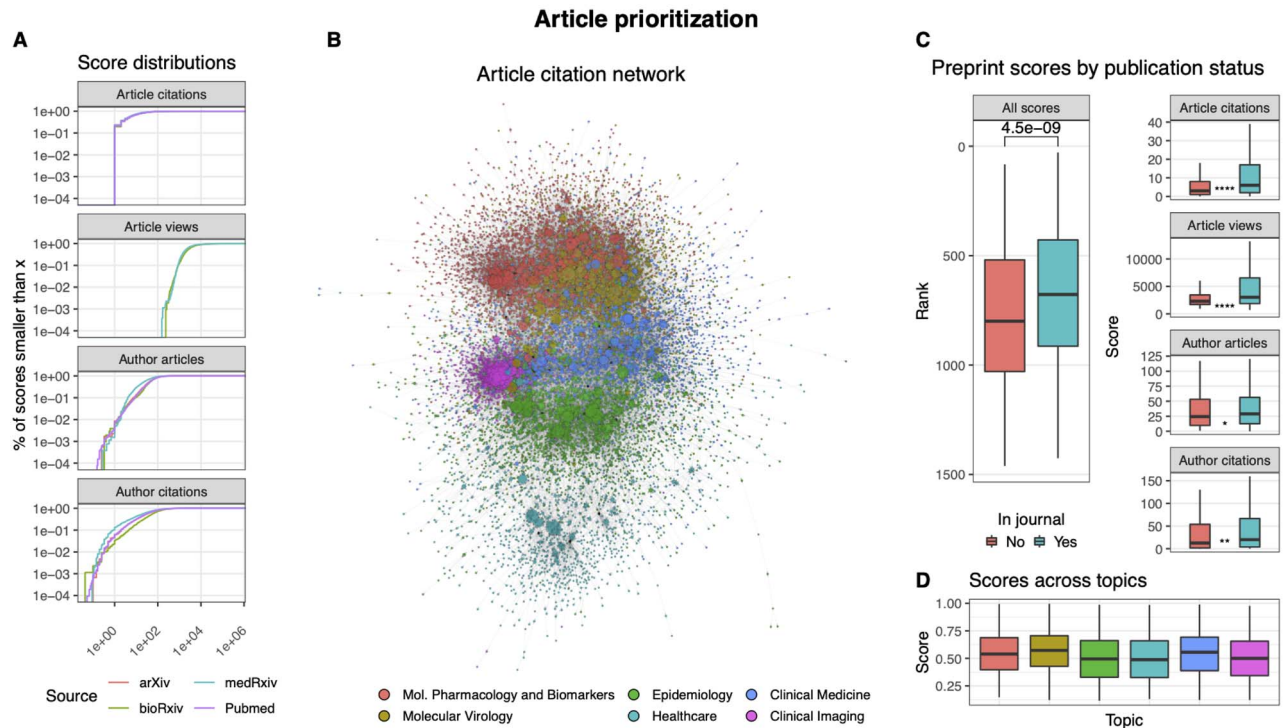 Article prioritization
A
Score distributions
Article citations
1e+00
1e-01
1e-02
1e-03
1e-04
Article views
1e+00
1e-01
1e-02
1e-03
1e-04
Author articles
1e+00
1e-01
1e-02
1e-03
1e-04
Author citations
1e+00
1e-01
1e-02
1e-03
1e-04
% of scores smaller than x
1e+00
1e+02
1e+04
1e+06
Source
arXiv
medRxiv
bioRxiv
Pubmed
B
Article citation network
Mol. Pharmacology and Biomarkers
Epidemiology
Clinical Medicine
Molecular Virology
Healthcare
Clinical Imaging
C
Preprint scores by publication status
All scores
4.5e-09
0
500
1000
1500
Rank
In journal
No
Yes
Article citations
40
30
20
10
0
****
Article views
10000
5000
0
****
Author articles
125
100
75
50
25
0
*
Author citations
150
100
50
0
**
Score
D
Scores across topics
1.00
0.75
0.50
0.25
Score
Topic